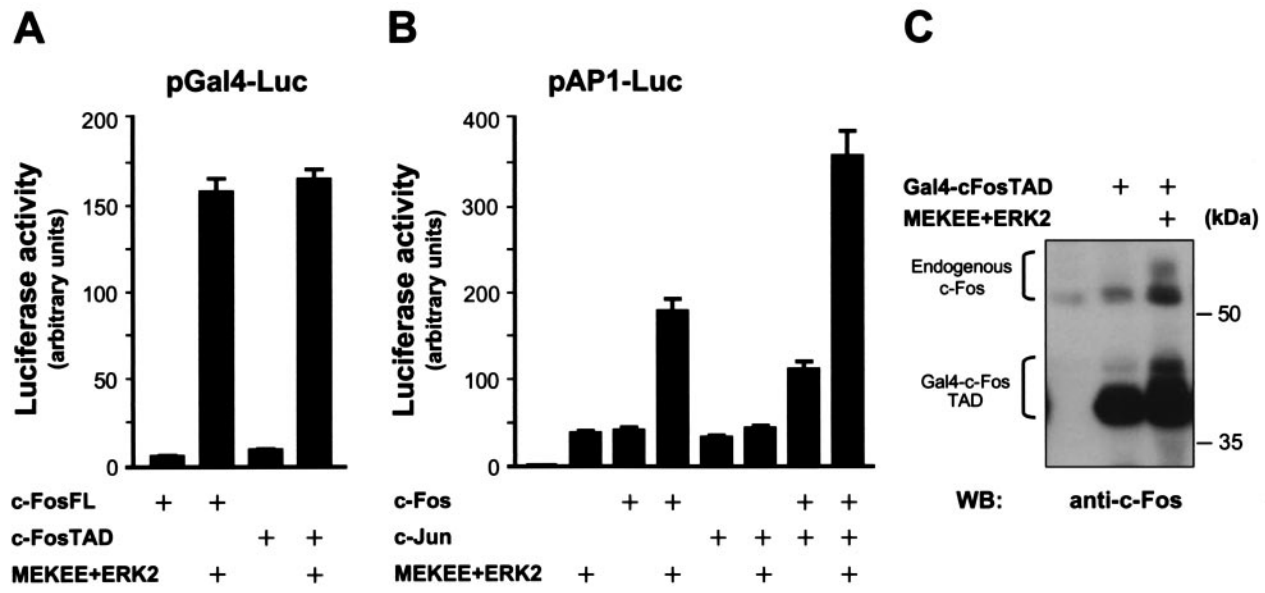 A
pGal4-Luc
Luciferase activity
(arbitrary units)
200
150
100
50
0
c-FosFL + +
c-FosTAD + +
MEKEE+ERK2 + +
B
pAP1-Luc
Luciferase activity
(arbitrary units)
400
300
200
100
0
c-Fos + + + +
c-Jun + + + +
MEKEE+ERK2 + + + +
C
Gal4-cFosTAD + +
MEKEE+ERK2 + (kDa)
Endogenous
c-Fos
– 50
Gal4-c-Fos
TAD
– 35
WB: anti-c-Fos